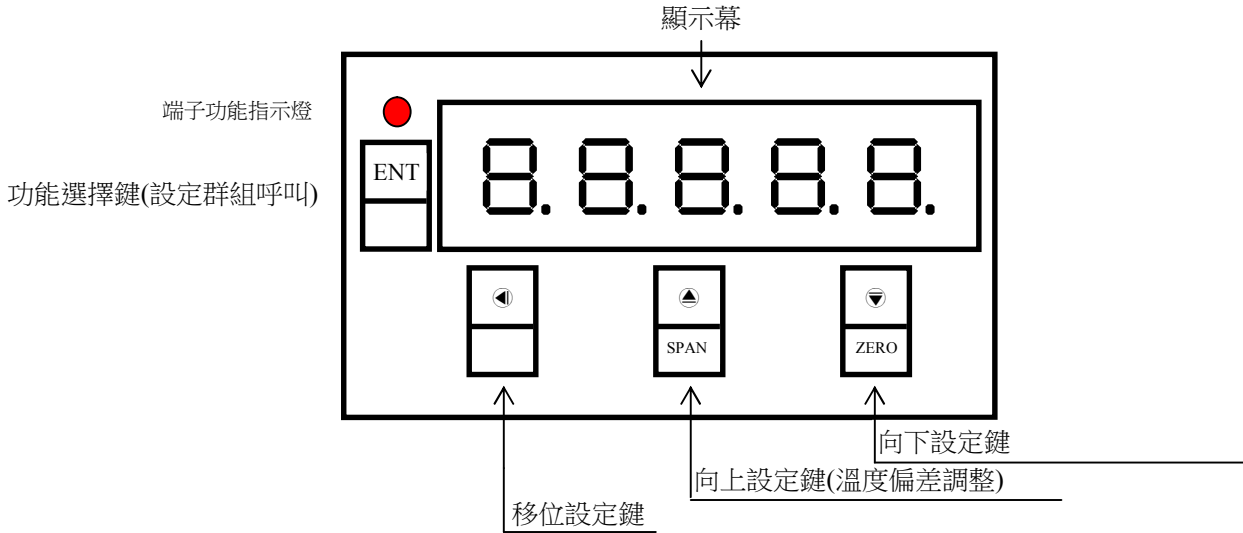 顯示幕
端子功能指示燈
ENT
功能選擇鍵(設定群組呼叫)
8.8.8.8.8.
SPAN
ZERO
向下設定鍵
向上設定鍵(溫度偏差調整)
移位設定鍵